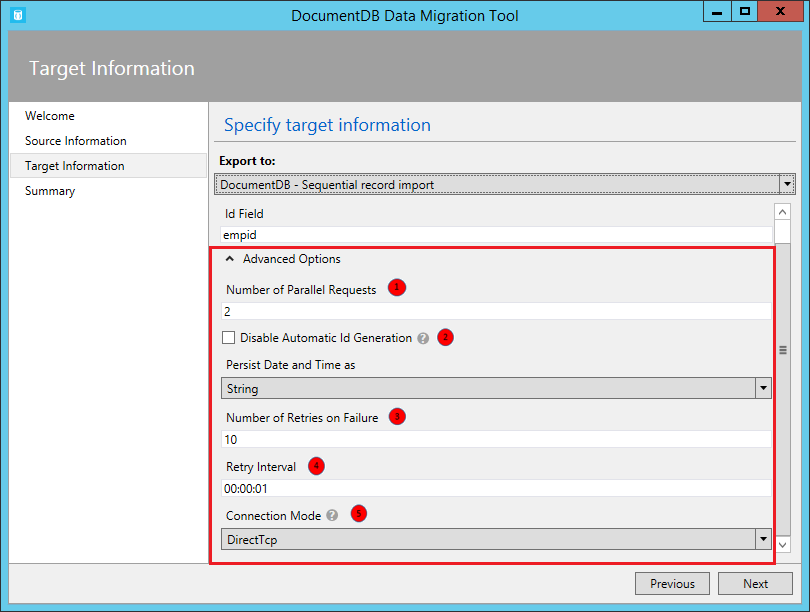 DocumentDB Data Migration Tool
Target Information
Welcome
Source Information
Target Information
Summary
Specify target information
Export to:
DocumentDB - Sequential record import
Id Field
empid
Advanced Options
Number of Parallel Requests 1
2
Disable Automatic Id Generation ? 2
Persist Date and Time as
String
Number of Retries on Failure 3
10
Retry Interval 4
00:00:01
Connection Mode ? 5
DirectTcp
Previous Next